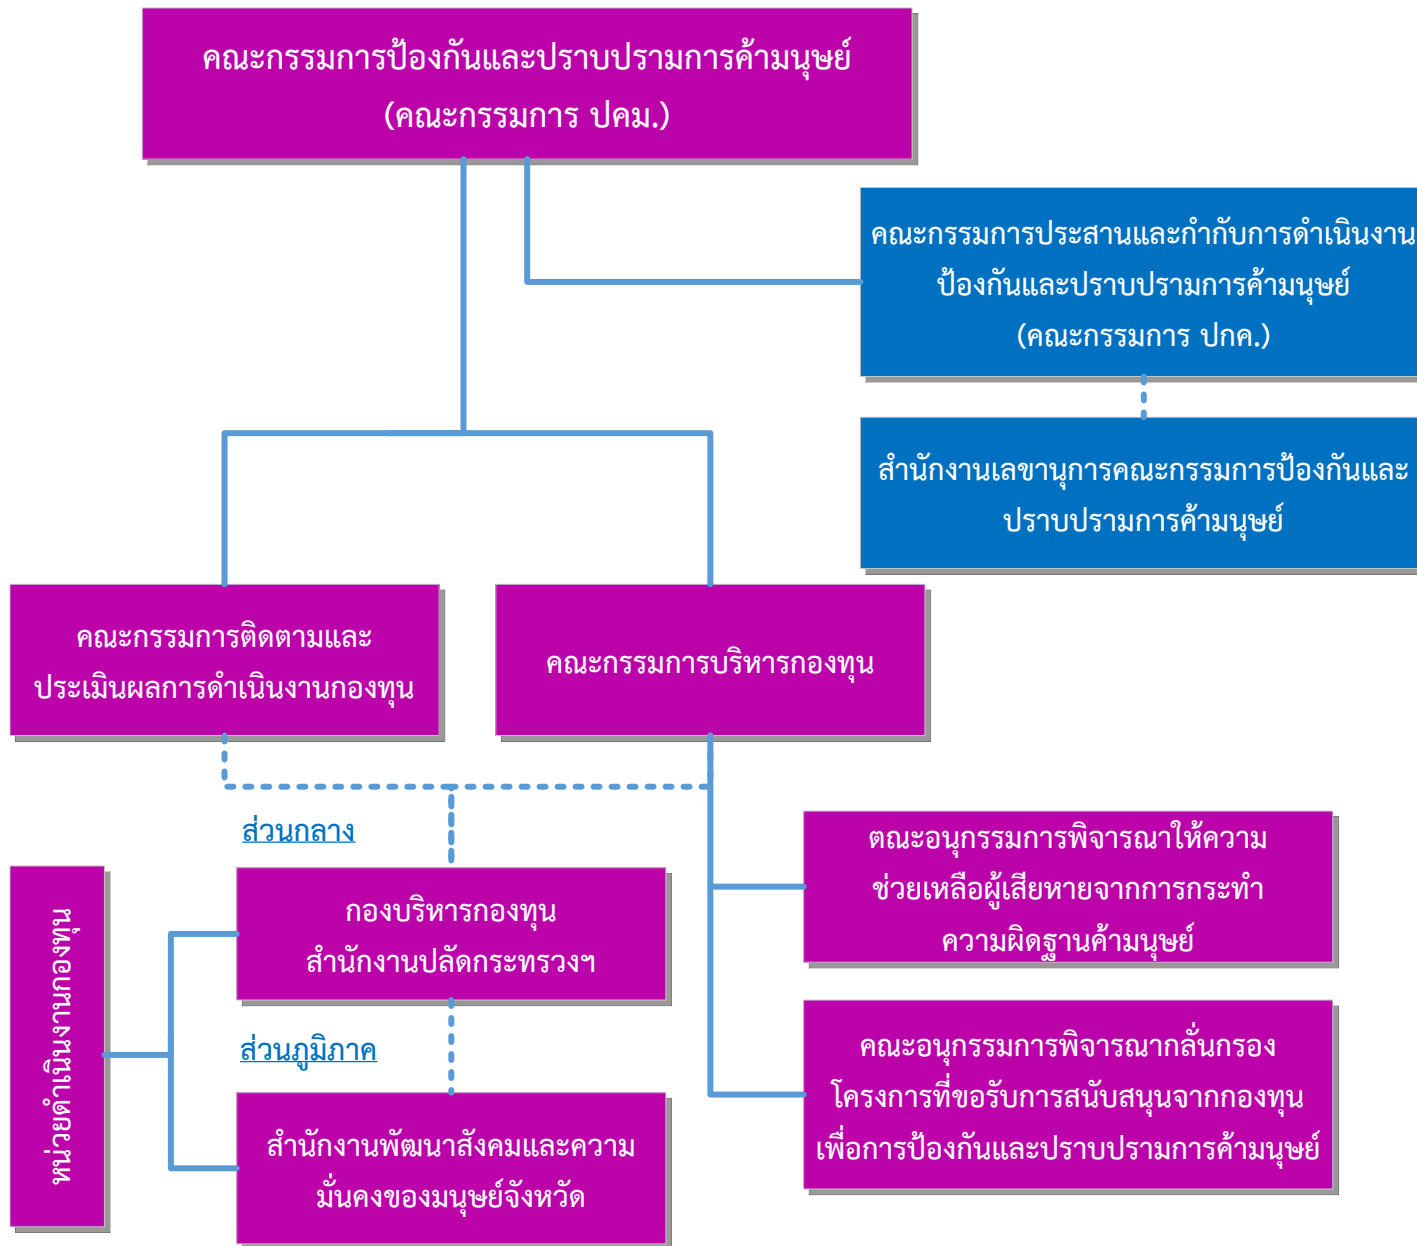 คณะกรรมการป้องกันและปราบปรามการค้ามนุษย์
(คณะกรรมการ ปคม.)
คณะกรรมการประสานและกำกับการดำเนินงาน
ป้องกันและปราบปรามการค้ามนุษย์
(คณะกรรมการ ปกค.)
สำนักงานเลขานุการคณะกรรมการป้องกันและ
ปราบปรามการค้ามนุษย์
คณะกรรมการติดตามและ
ประเมินผลการดำเนินงานกองทุน
คณะกรรมการบริหารกองทุน
ส่วนกลาง
ตณะอนุกรรมการพิจารณาให้ความ
ช่วยเหลือผู้เสียหายจากการกระทำ
ความผิดฐานค้ามนุษย์
หน่วยดำเนินงานกองทุน
กองบริหารกองทุน
สำนักงานปลัดกระทรวงฯ
ส่วนภูมิภาค
คณะอนุกรรมการพิจารณากลั่นกรอง
โครงการที่ขอรับการสนับสนุนจากกองทุน
เพื่อการป้องกันและปราบปรามการค้ามนุษย์
สำนักงานพัฒนาสังคมและความ
มั่นคงของมนุษย์จังหวัด